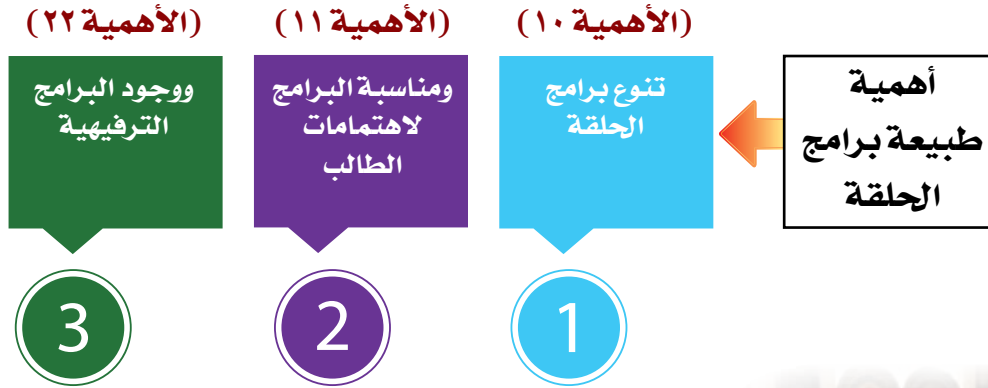 أهمية
طبيعة برامج
الحلقة
(الأهمية ١٠)
تنوع برامج
الحلقة
1
(الأهمية ١١)
ومناسبة البرامج
لاهتمامات
الطالب
2
(الأهمية ٢٢)
ووجود البرامج
الترفيهية
3